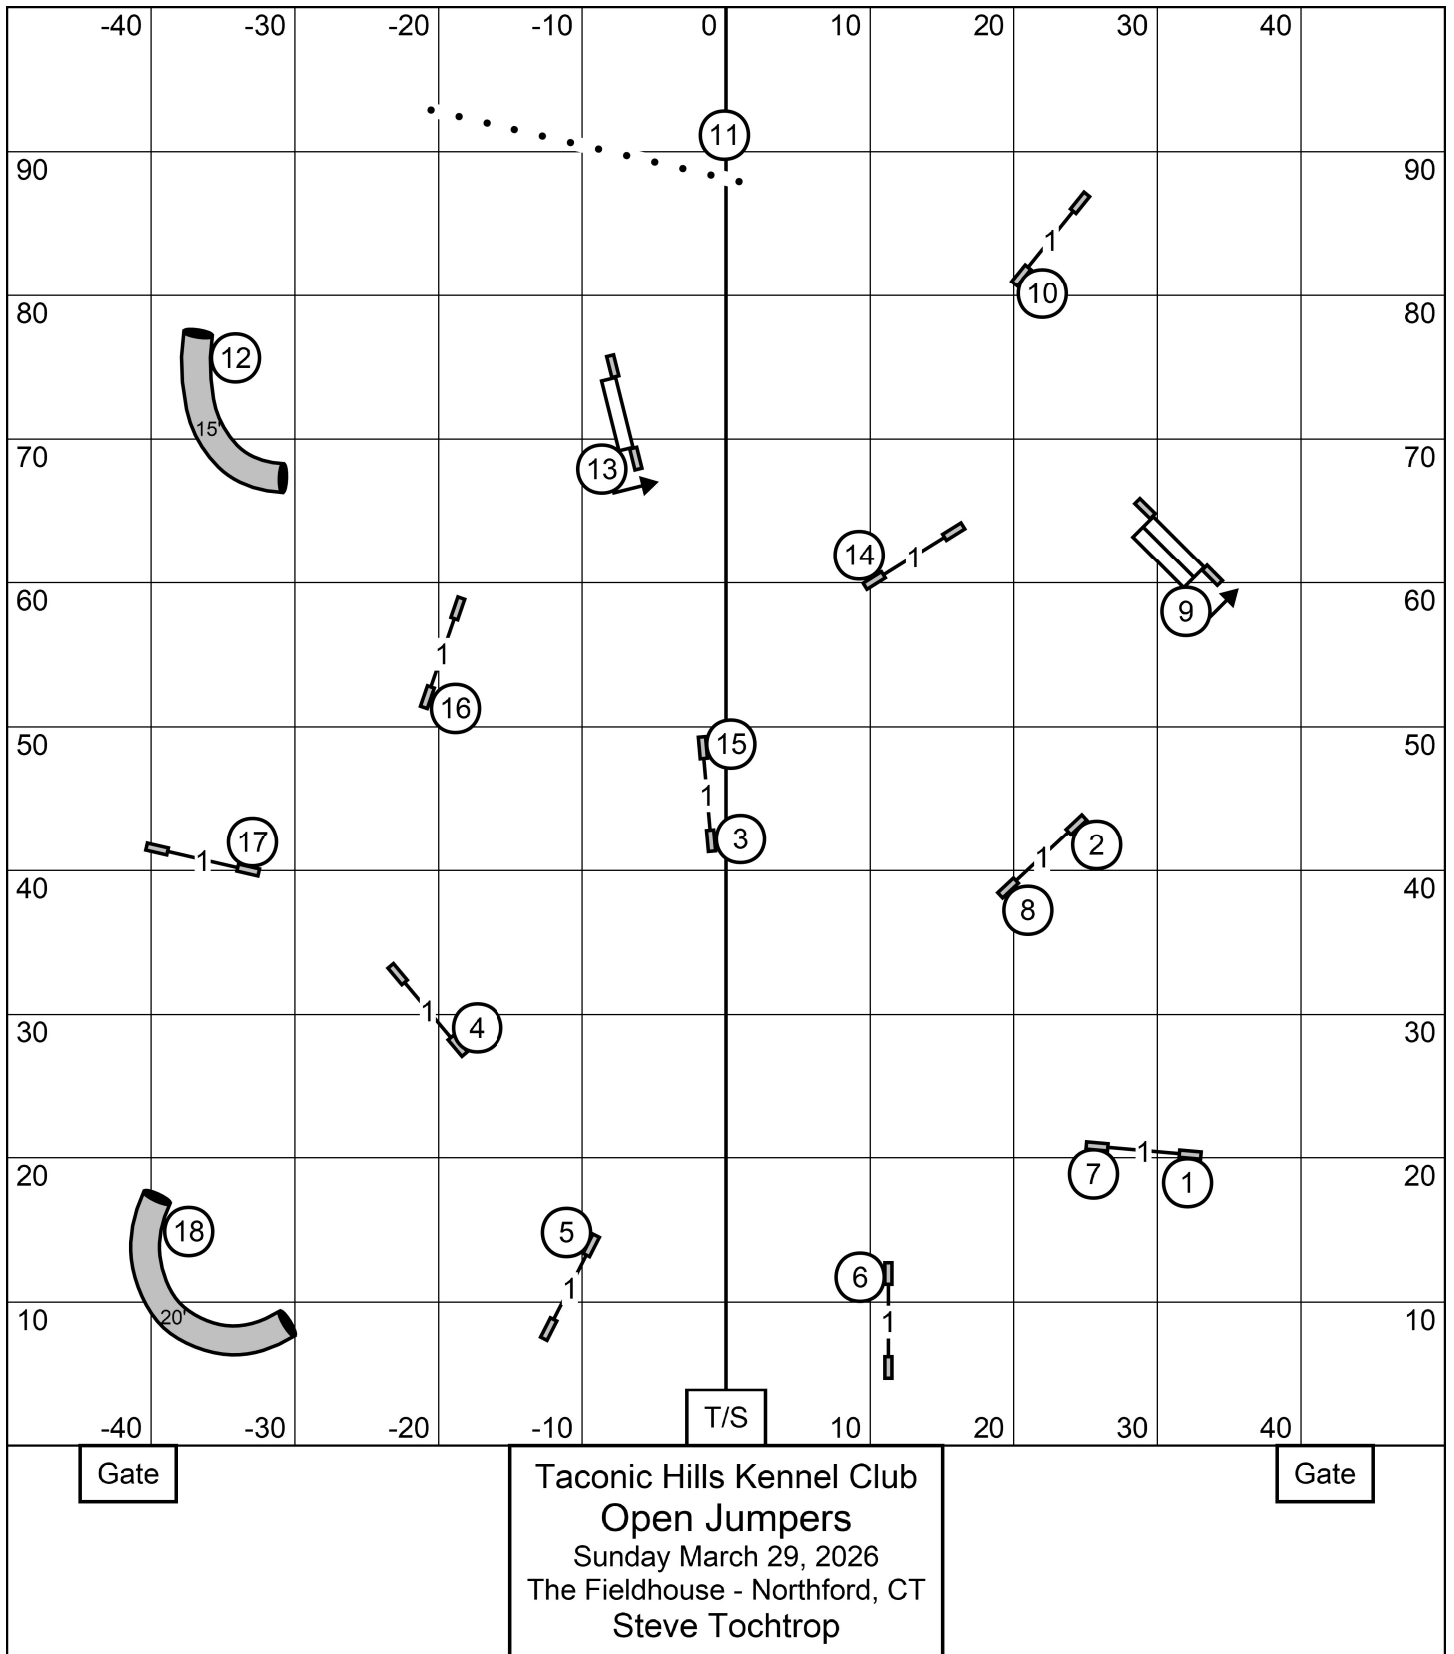 -40 -30 -20 -10 0 10 20 30 40
11
90 90
1
10
80 80
12
15'
70 70
13
14 1
60 9 60
1
16
50 15 50
1
17 3 2
1 1
40 40
8
4
1
30 30
1
20 7 1 20
18 5
6
1
20' 1
10 10
-40 -30 -20 -10 T/S 10 20 30 40
Gate Gate
Taconic Hills Kennel Club
Open Jumpers
Sunday March 29, 2026
The Fieldhouse - Northford, CT
Steve Tochtrop